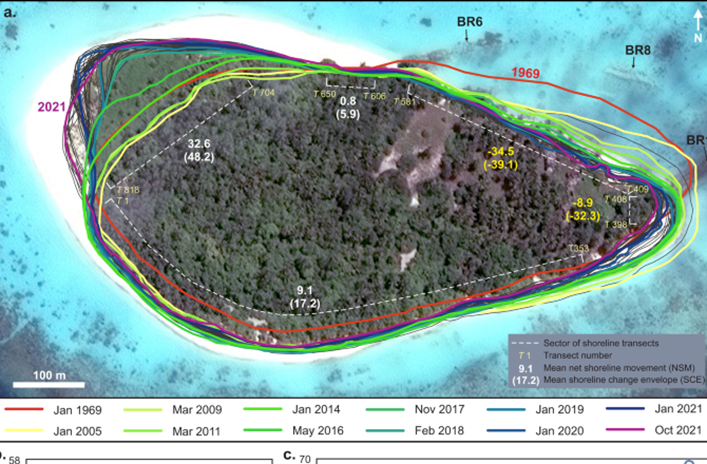 a.
BR6
N
BR8
1969
2021
T 704
T 650
T 606
T 581
0.8
(5.9)
BR
32.6
(48.2)
-34.5
(-39.1)
T 818
T 1
T 409
T 408
-8.9
(-32.3)
T 398
T353
9.1
(17.2)
Sector of shoreline transects
T 1 Transect number
9.1 Mean net shoreline movement (NSM)
(17.2) Mean shoreline change envelope (SCE)
100 m
Jan 1969 Mar 2009 Jan 2014 Nov 2017 Jan 2019 Jan 2021
Jan 2005 Mar 2011 May 2016 Feb 2018 Jan 2020 Oct 2021
58
c. 70